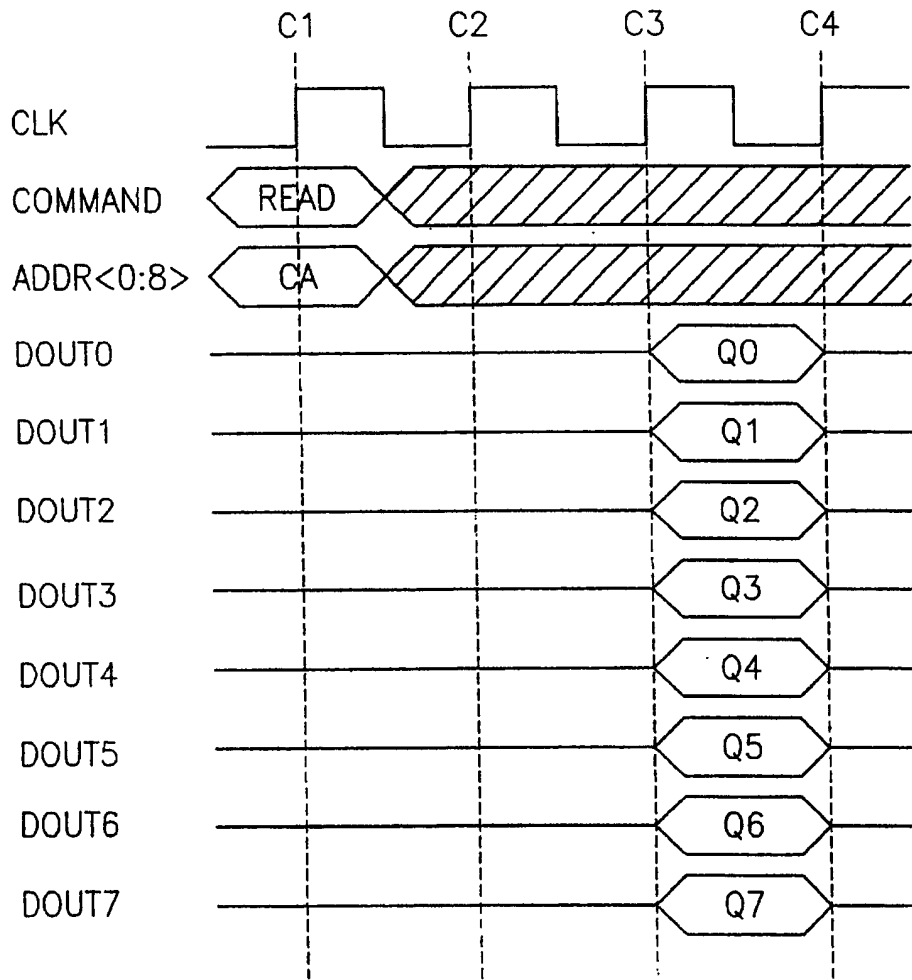 C1 C2 C3 C4
CLK
COMMAND READ
ADDR<0:8> CA
DOUT0 Q0
DOUT1 Q1
DOUT2 Q2
DOUT3 Q3
DOUT4 Q4
DOUT5 Q5
DOUT6 Q6
DOUT7 Q7